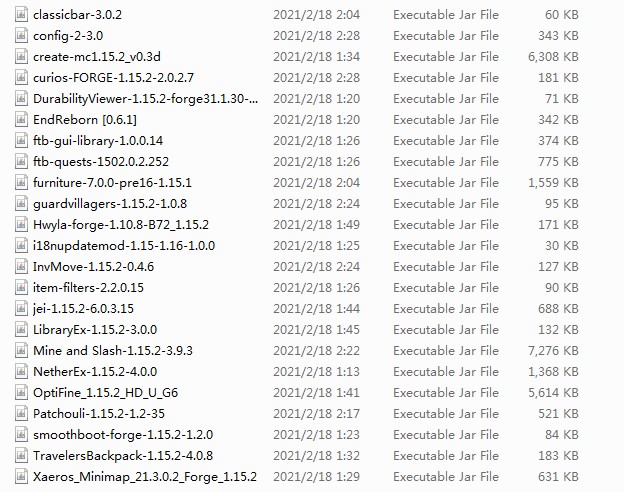 classicbar-3.0.2 2021/2/18 2:04 Executable Jar File 60 KB
config-2-3.0 2021/2/18 2:28 Executable Jar File 343 KB
create-mc1.15.2_v0.3d 2021/2/18 1:34 Executable Jar File 6,308 KB
curios-FORGE-1.15.2-2.0.2.7 2021/2/18 2:28 Executable Jar File 181 KB
DurabilityViewer-1.15.2-forge31.1.30-... 2021/2/18 1:20 Executable Jar File 71 KB
EndReborn [0.6.1] 2021/2/18 1:20 Executable Jar File 342 KB
ftb-gui-library-1.0.0.14 2021/2/18 1:26 Executable Jar File 374 KB
ftb-quests-1502.0.2.252 2021/2/18 1:26 Executable Jar File 775 KB
furniture-7.0.0-pre16-1.15.1 2021/2/18 2:04 Executable Jar File 1,559 KB
guardvillagers-1.15.2-1.0.8 2021/2/18 2:24 Executable Jar File 95 KB
Hwyla-forge-1.10.8-B72_1.15.2 2021/2/18 1:49 Executable Jar File 171 KB
i18nupdatemod-1.15-1.16-1.0.0 2021/2/18 1:25 Executable Jar File 30 KB
InvMove-1.15.2-0.4.6 2021/2/18 2:24 Executable Jar File 127 KB
item-filters-2.2.0.15 2021/2/18 1:26 Executable Jar File 90 KB
jei-1.15.2-6.0.3.15 2021/2/18 1:44 Executable Jar File 688 KB
LibraryEx-1.15.2-3.0.0 2021/2/18 1:45 Executable Jar File 132 KB
Mine and Slash-1.15.2-3.9.3 2021/2/18 2:22 Executable Jar File 7,276 KB
NetherEx-1.15.2-4.0.0 2021/2/18 1:13 Executable Jar File 1,368 KB
OptiFine_1.15.2_HD_U_G6 2021/2/18 1:41 Executable Jar File 5,614 KB
Patchouli-1.15.2-1.2-35 2021/2/18 2:17 Executable Jar File 521 KB
smoothboot-forge-1.15.2-1.2.0 2021/2/18 1:23 Executable Jar File 84 KB
TravelersBackpack-1.15.2-4.0.8 2021/2/18 1:32 Executable Jar File 183 KB
Xaeros_Minimap_21.3.0.2_Forge_1.15.2 2021/2/18 1:29 Executable Jar File 631 KB